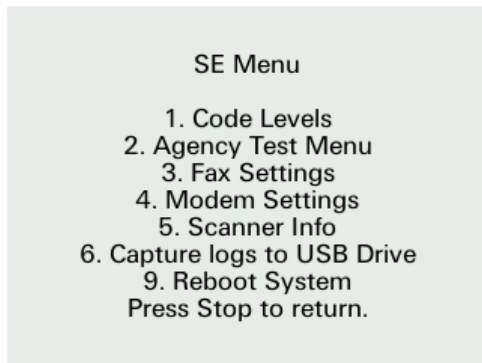 SE Menu
1. Code Levels
2. Agency Test Menu
3. Fax Settings
4. Modem Settings
5. Scanner Info
6. Capture logs to USB Drive
9. Reboot System
Press Stop to return.